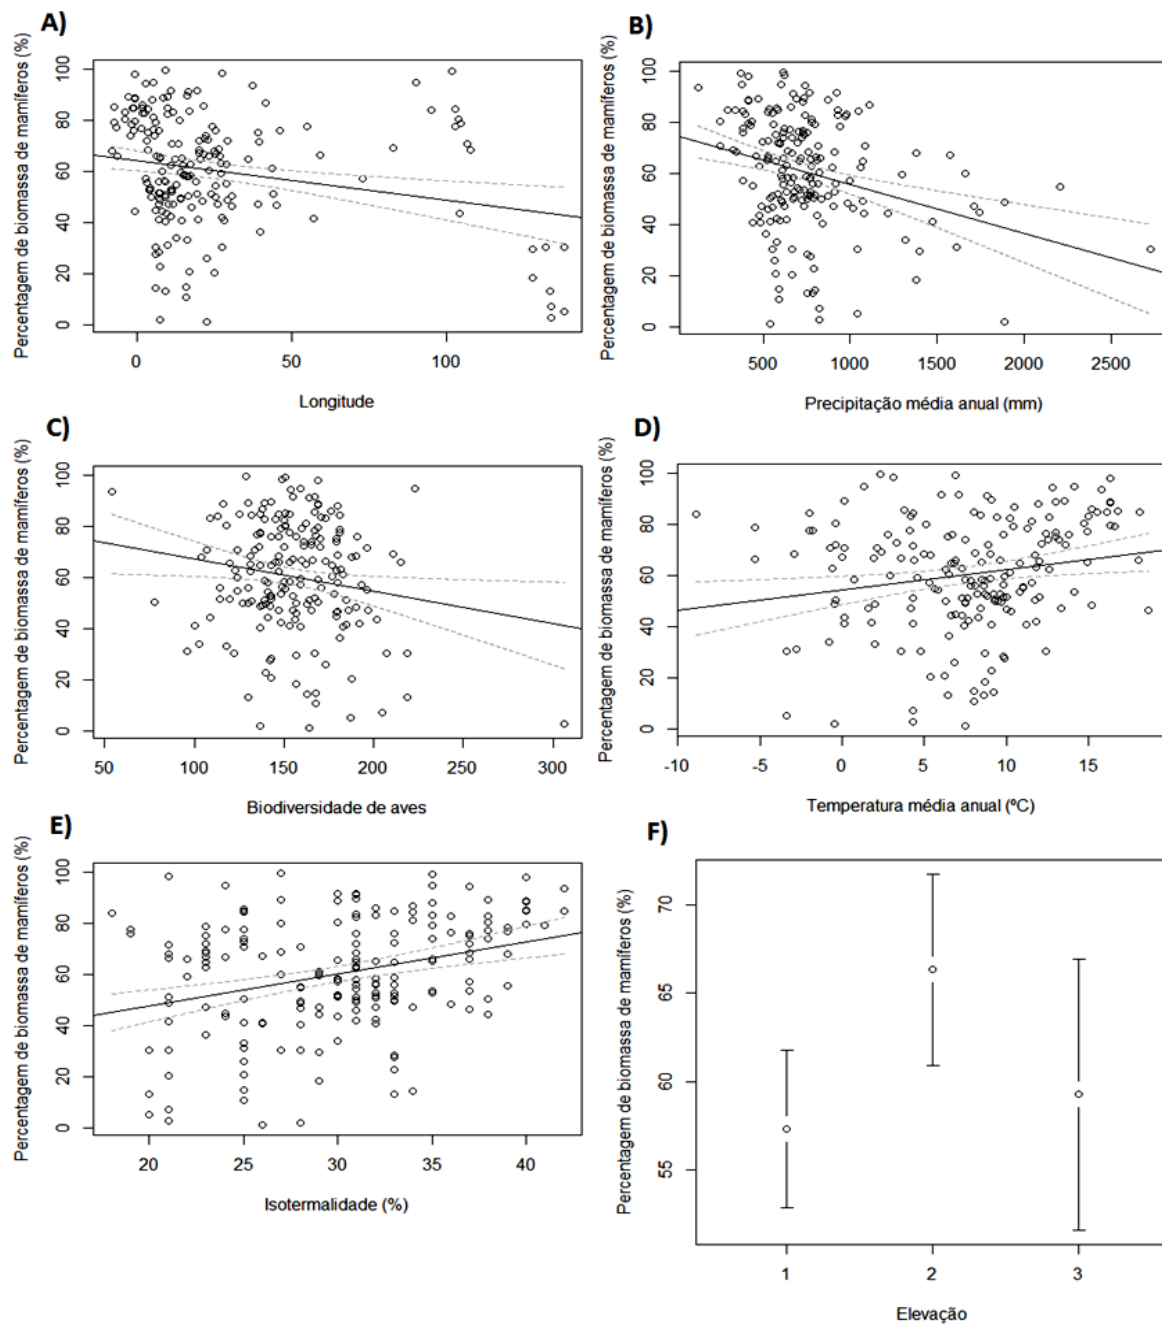 A)
Percentagem de biomassa de mamíferos (%)
0 20 40 60 80 100
0 50 100
Longitude
B)
Percentagem de biomassa de mamíferos (%)
0 20 40 60 80 100
500 1000 1500 2000 2500
Precipitação média anual (mm)
C)
Percentagem de biomassa de mamíferos (%)
0 20 40 60 80 100
50 100 150 200 250 300
Biodiversidade de aves
D)
Percentagem de biomassa de mamíferos (%)
0 20 40 60 80 100
-10 -5 0 5 10 15
Temperatura média anual (ºC)
E)
Percentagem de biomassa de mamíferos (%)
0 20 40 60 80 100
20 25 30 35 40
Isotermalidade (%)
F)
Percentagem de biomassa de mamíferos (%)
55 60 65 70
1 2 3
Elevação